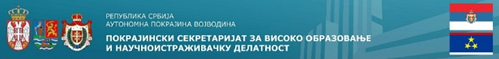 РЕПУБЛИКА СРБИЈА
АУТОНОМНА ПОКРАЈИНА ВОЈВОДИНА
ПОКРАЈИНСКИ СЕКРЕТАРИЈАТ ЗА ВИСОКО ОБРАЗОВАЊЕ
И НАУЧНОИСТРАЖИВАЧКУ ДЕЛАТНОСТ